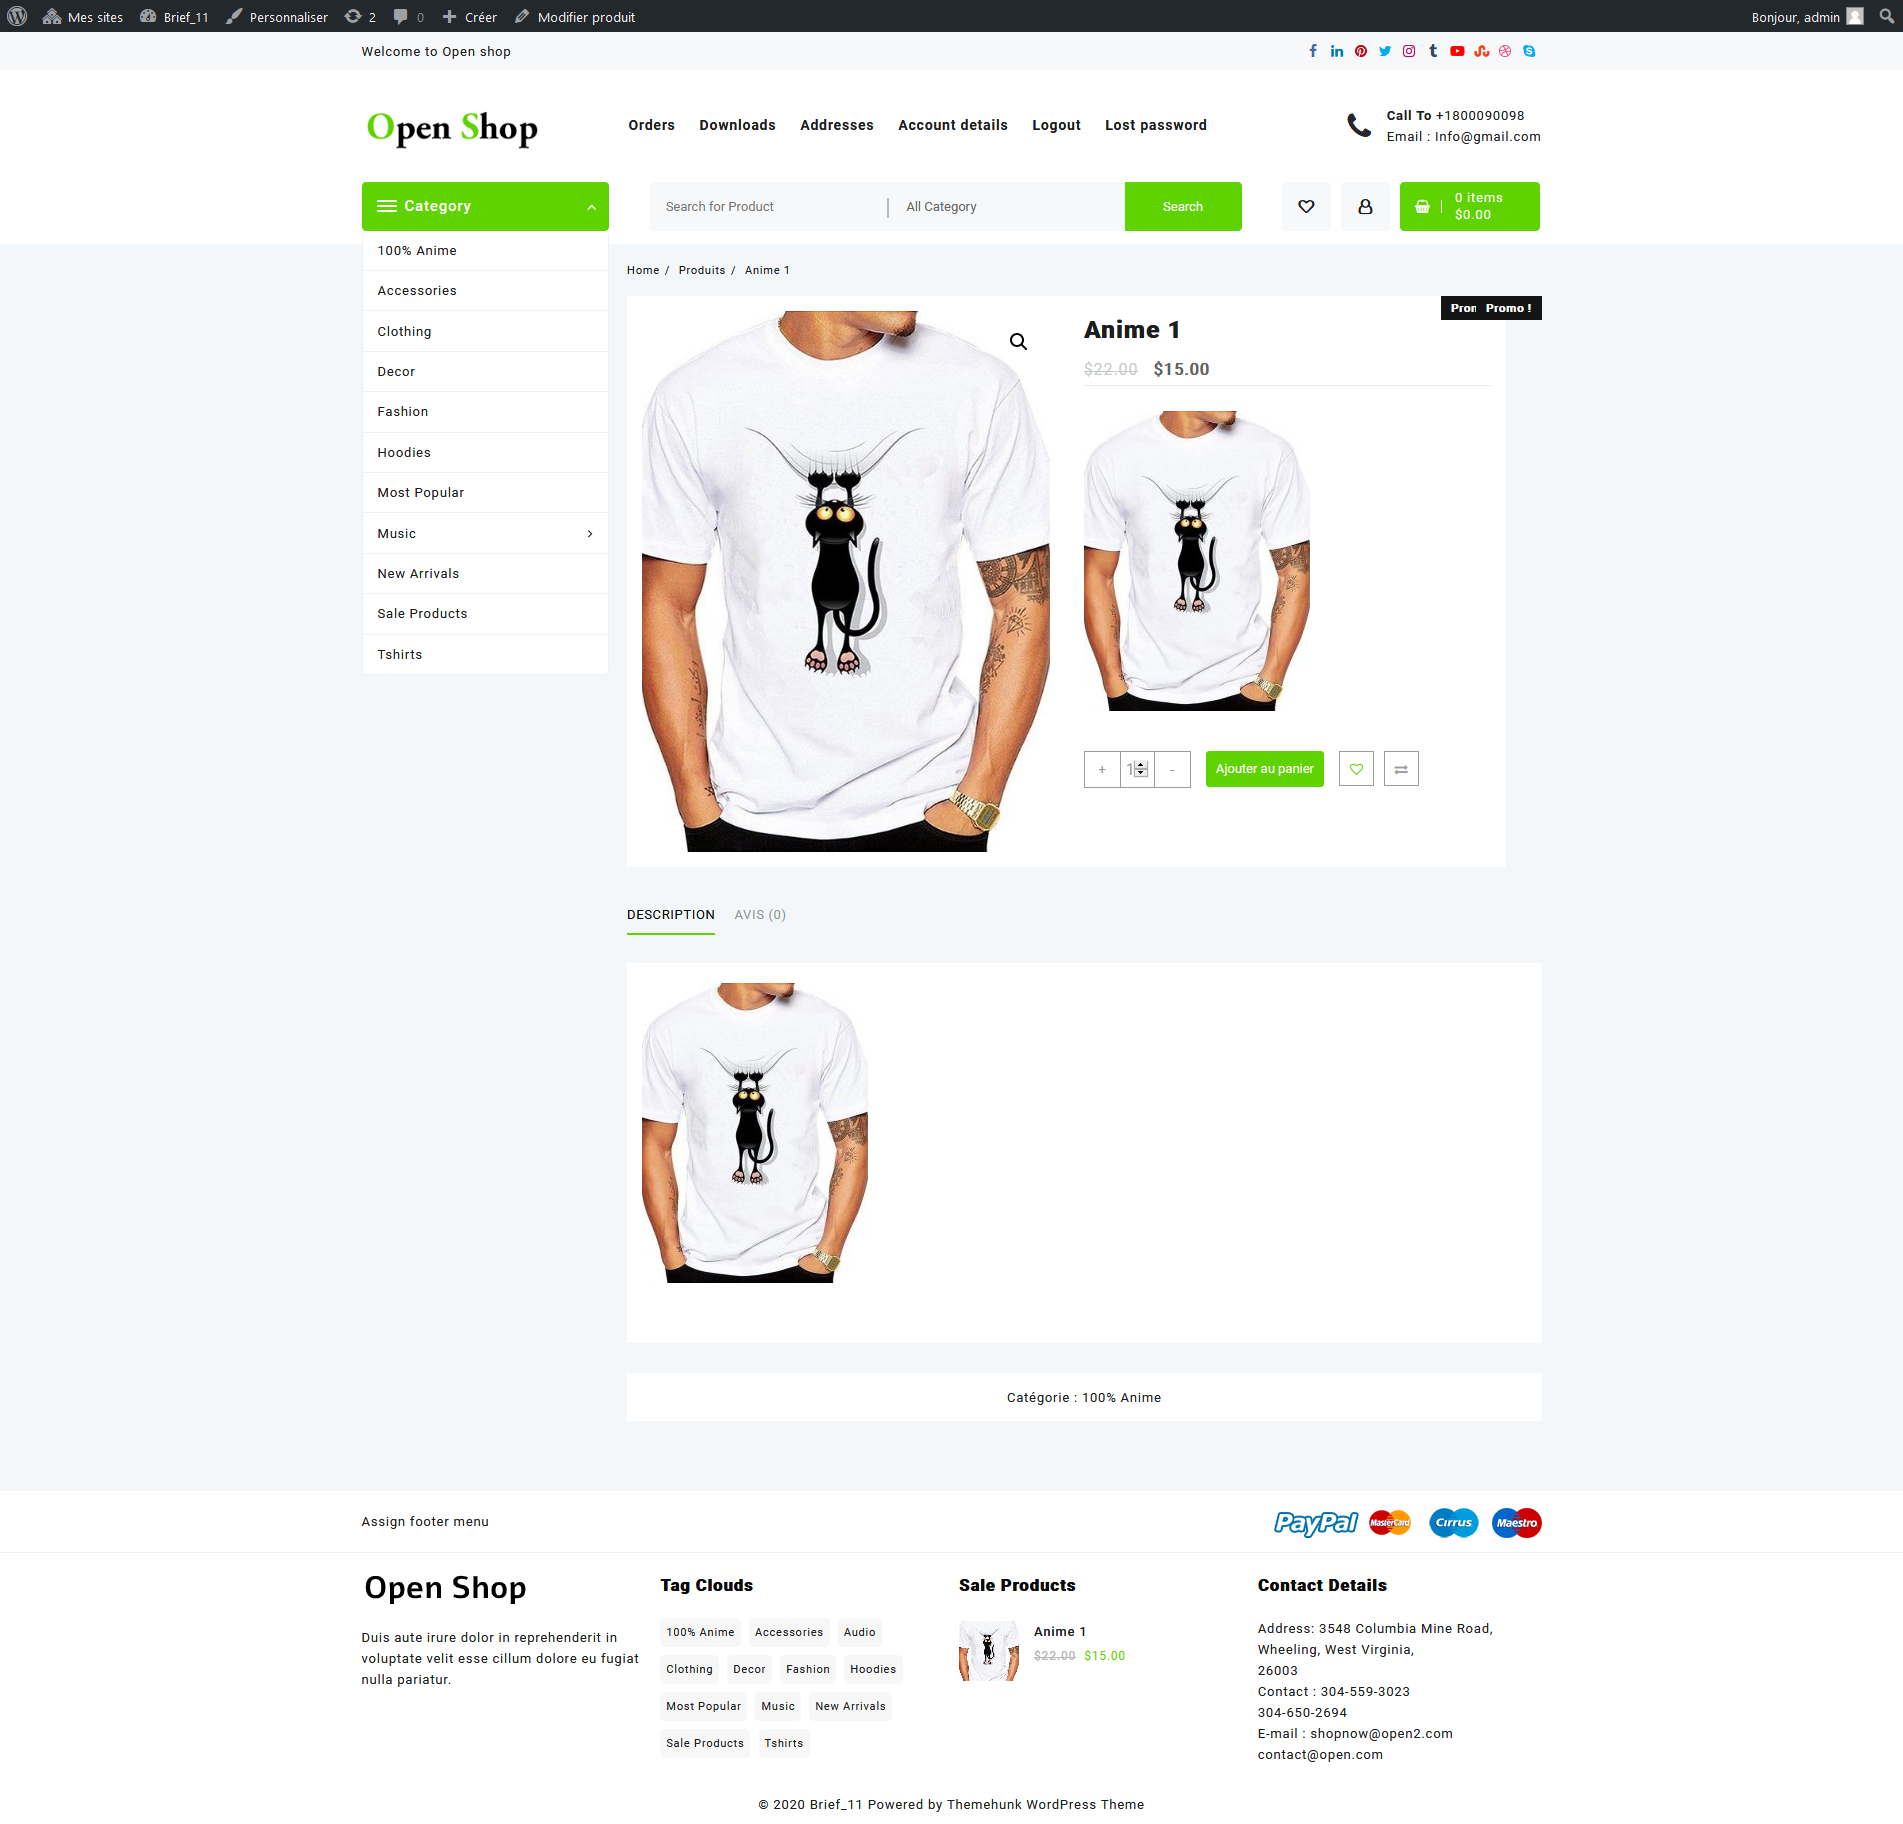 Mes sites Brief_11 Personnaliser 2 0 Créer Modifier produit Bonjour, admin
Welcome to Open shop
Open Shop
Orders Downloads Addresses Account details Logout Lost password
Call To +1800090098
Email : Info@gmail.com
Category
Search for Product All Category Search
0 items
$0.00
100% Anime
Accessories
Clothing
Decor
Fashion
Hoodies
Most Popular
Music
New Arrivals
Sale Products
Tshirts
Home / Produits / Anime 1
Promo !
Anime 1
$22.00 $15.00
+ 1 - Ajouter au panier
DESCRIPTION AVIS (0)
Catégorie : 100% Anime
Assign footer menu
PayPal MasterCard Cirrus Maestro
Open Shop
Duis aute irure dolor in reprehenderit in
voluptate velit esse cillum dolore eu fugiat
nulla pariatur.
Tag Clouds
100% Anime Accessories Audio
Clothing Decor Fashion Hoodies
Most Popular Music New Arrivals
Sale Products Tshirts
Sale Products
Anime 1
$22.00 $15.00
Contact Details
Address: 3548 Columbia Mine Road,
Wheeling, West Virginia,
26003
Contact : 304-559-3023
304-650-2694
E-mail : shopnow@open2.com
contact@open.com
© 2020 Brief_11 Powered by Themehunk WordPress Theme